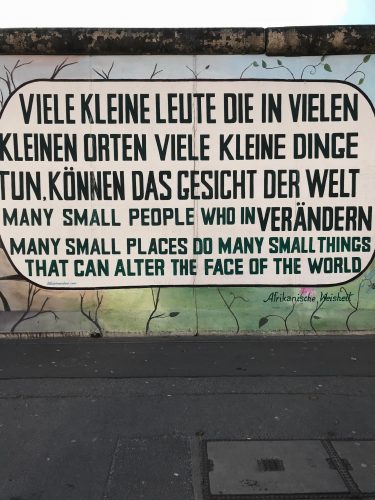 VIELE KLEINE LEUTE DIE IN VIELEN
KLEINEN ORTEN VIELE KLEINE DINGE
TUN, KÖNNEN DAS GESICHT DER WELT
VERÄNDERN
MANY SMALL PEOPLE WHO IN
MANY SMALL PLACES DO MANY SMALL THINGS
THAT CAN ALTER THE FACE OF THE WORLD
Afrikanische Weisheit